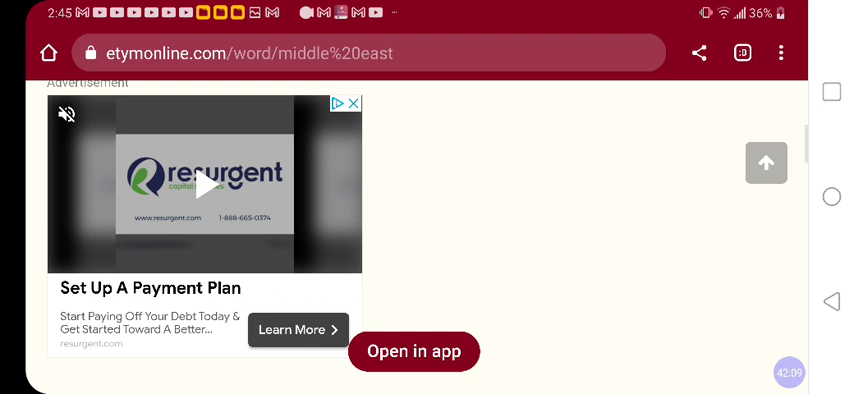 2:45
36%
etymonline.com/word/middle%20east
:D
Advertisement
resurgent
www.resurgent.com 1-888-665-0374
Set Up A Payment Plan
Start Paying Off Your Debt Today &
Get Started Toward A Better...
Learn More
resurgent.com
Open in app
42:09